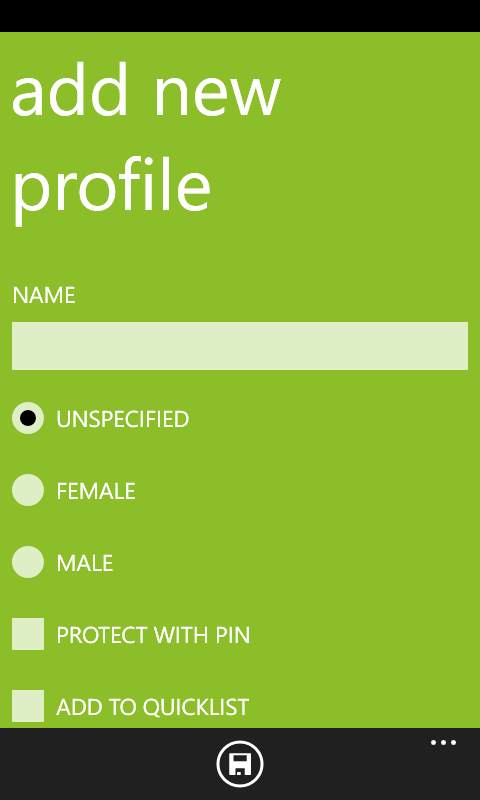 add new
profile
NAME
UNSPECIFIED
FEMALE
MALE
PROTECT WITH PIN
ADD TO QUICKLIST